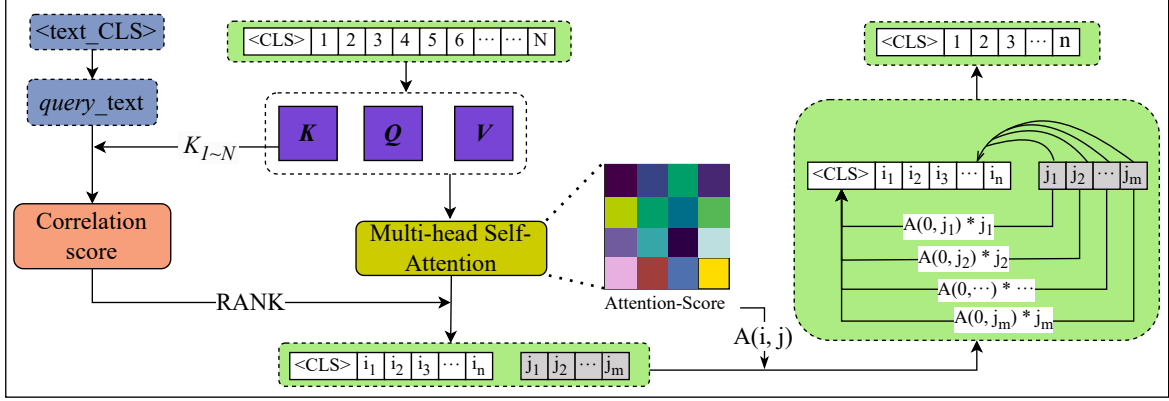 <text_CLS>
query_text
<CLS> 1 2 3 4 5 6 ⋯ ⋯ N
K Q V
K1~N
Correlation
score
Multi-head Self-
Attention
RANK
Attention-Score
A(i, j)
<CLS> i1 i2 i3 ⋯ in
j1 j2 ⋯ jm
<CLS> 1 2 3 ⋯ n
<CLS> i1 i2 i3 ⋯ in
j1 j2 ⋯ jm
A(0, j1) * j1
A(0, j2) * j2
A(0,⋯) * ⋯
A(0, jm) * jm